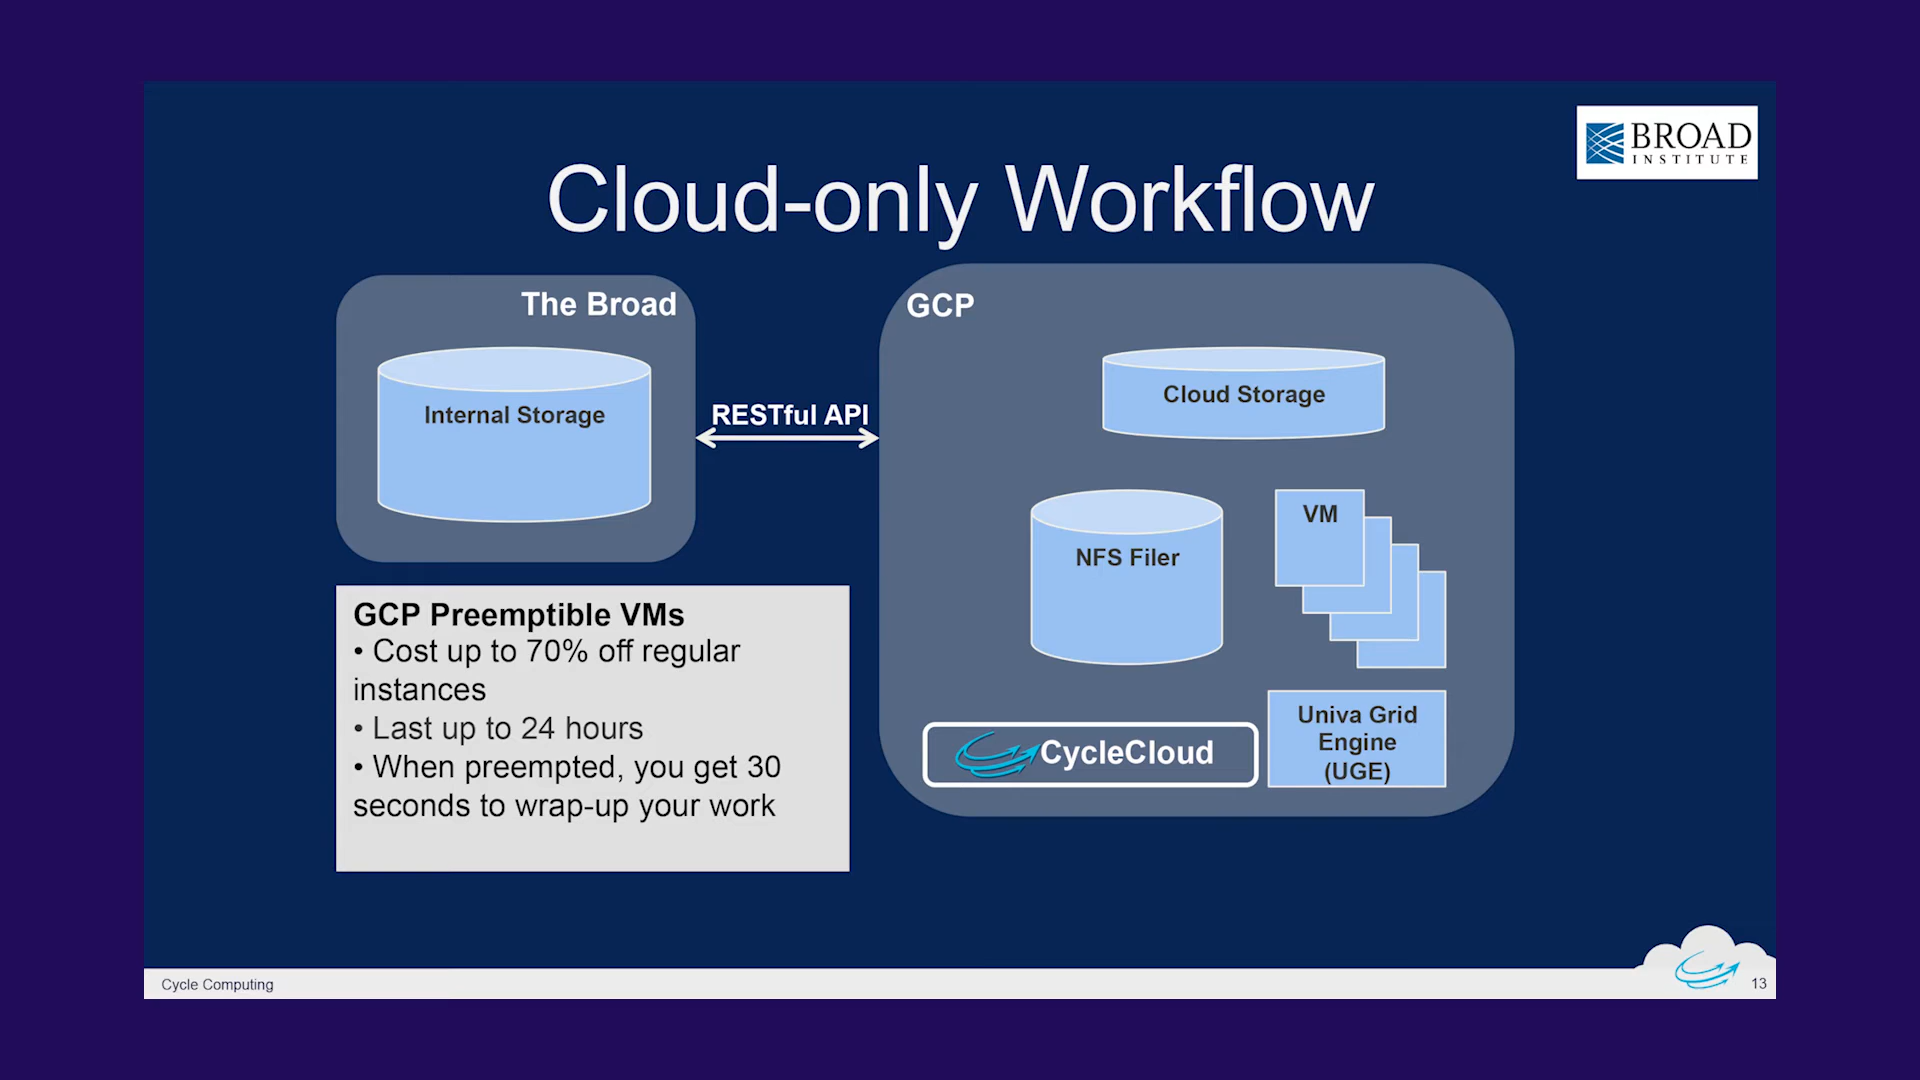 BROAD
INSTITUTE
Cloud-only Workflow
The Broad
Internal Storage
RESTful API
GCP
Cloud Storage
NFS Filer
VM
CycleCloud
Univa Grid
Engine
(UGE)
GCP Preemptible VMs
• Cost up to 70% off regular
instances
• Last up to 24 hours
• When preempted, you get 30
seconds to wrap-up your work
Cycle Computing
13